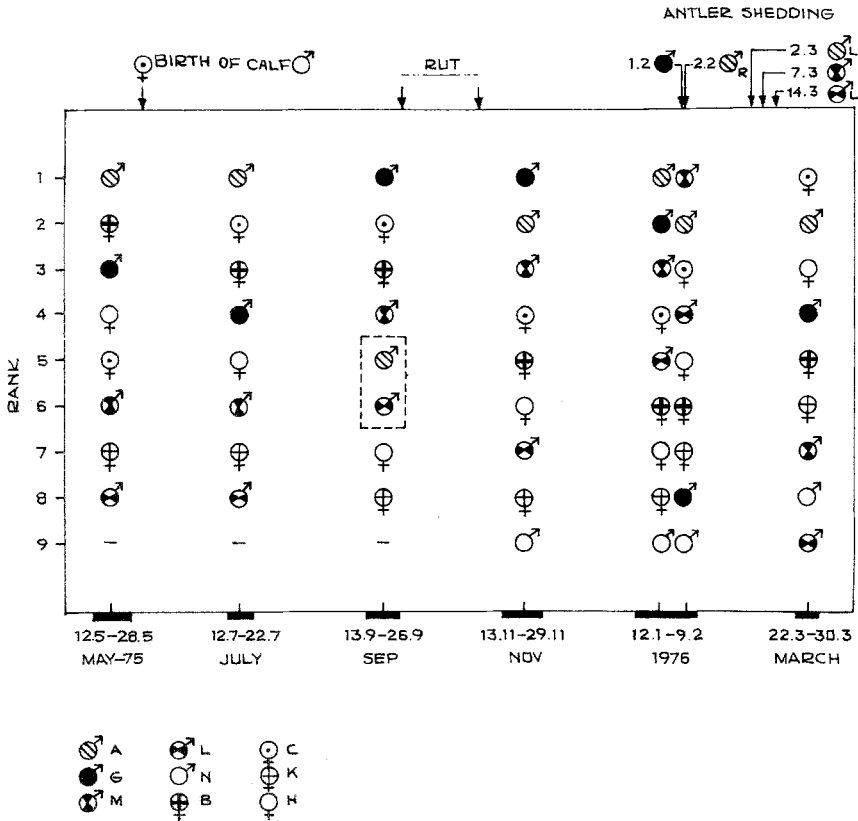 ANTLER SHEDDING
BIRTH OF CALF
RUT
1.2
2.2
R
2.3
L
7.3
14.3
L
RANK
1
2
3
4
5
6
7
8
9
12.5-28.5
12.7-22.7
13.9-26.9
13.11-29.11
12.1-9.2
22.3-30.3
MAY-75
JULY
SEP
NOV
1976
MARCH
A
L
C
G
N
K
M
B
H